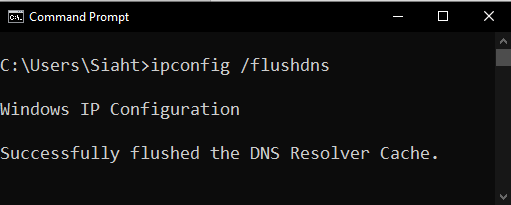 Command Prompt
C:\Users\Siaht>ipconfig /flushdns
Windows IP Configuration
Successfully flushed the DNS Resolver Cache.